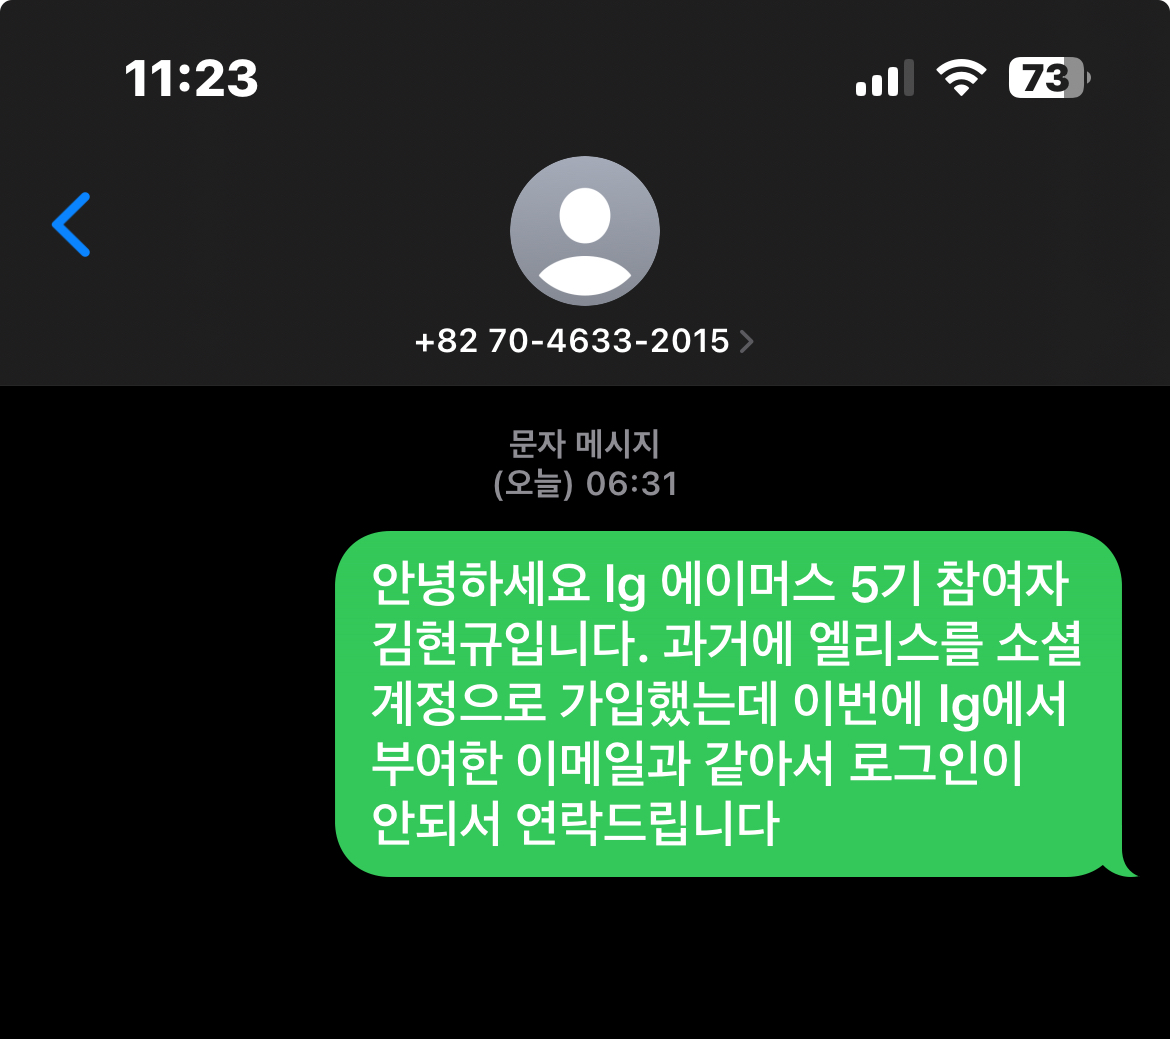 11:23
73
+82 70-4633-2015
문자 메시지
(오늘) 06:31
안녕하세요 lg 에이머스 5기 참여자
김현규입니다. 과거에 엘리스를 소셜
계정으로 가입했는데 이번에 lg에서
부여한 이메일과 같아서 로그인이
안되서 연락드립니다